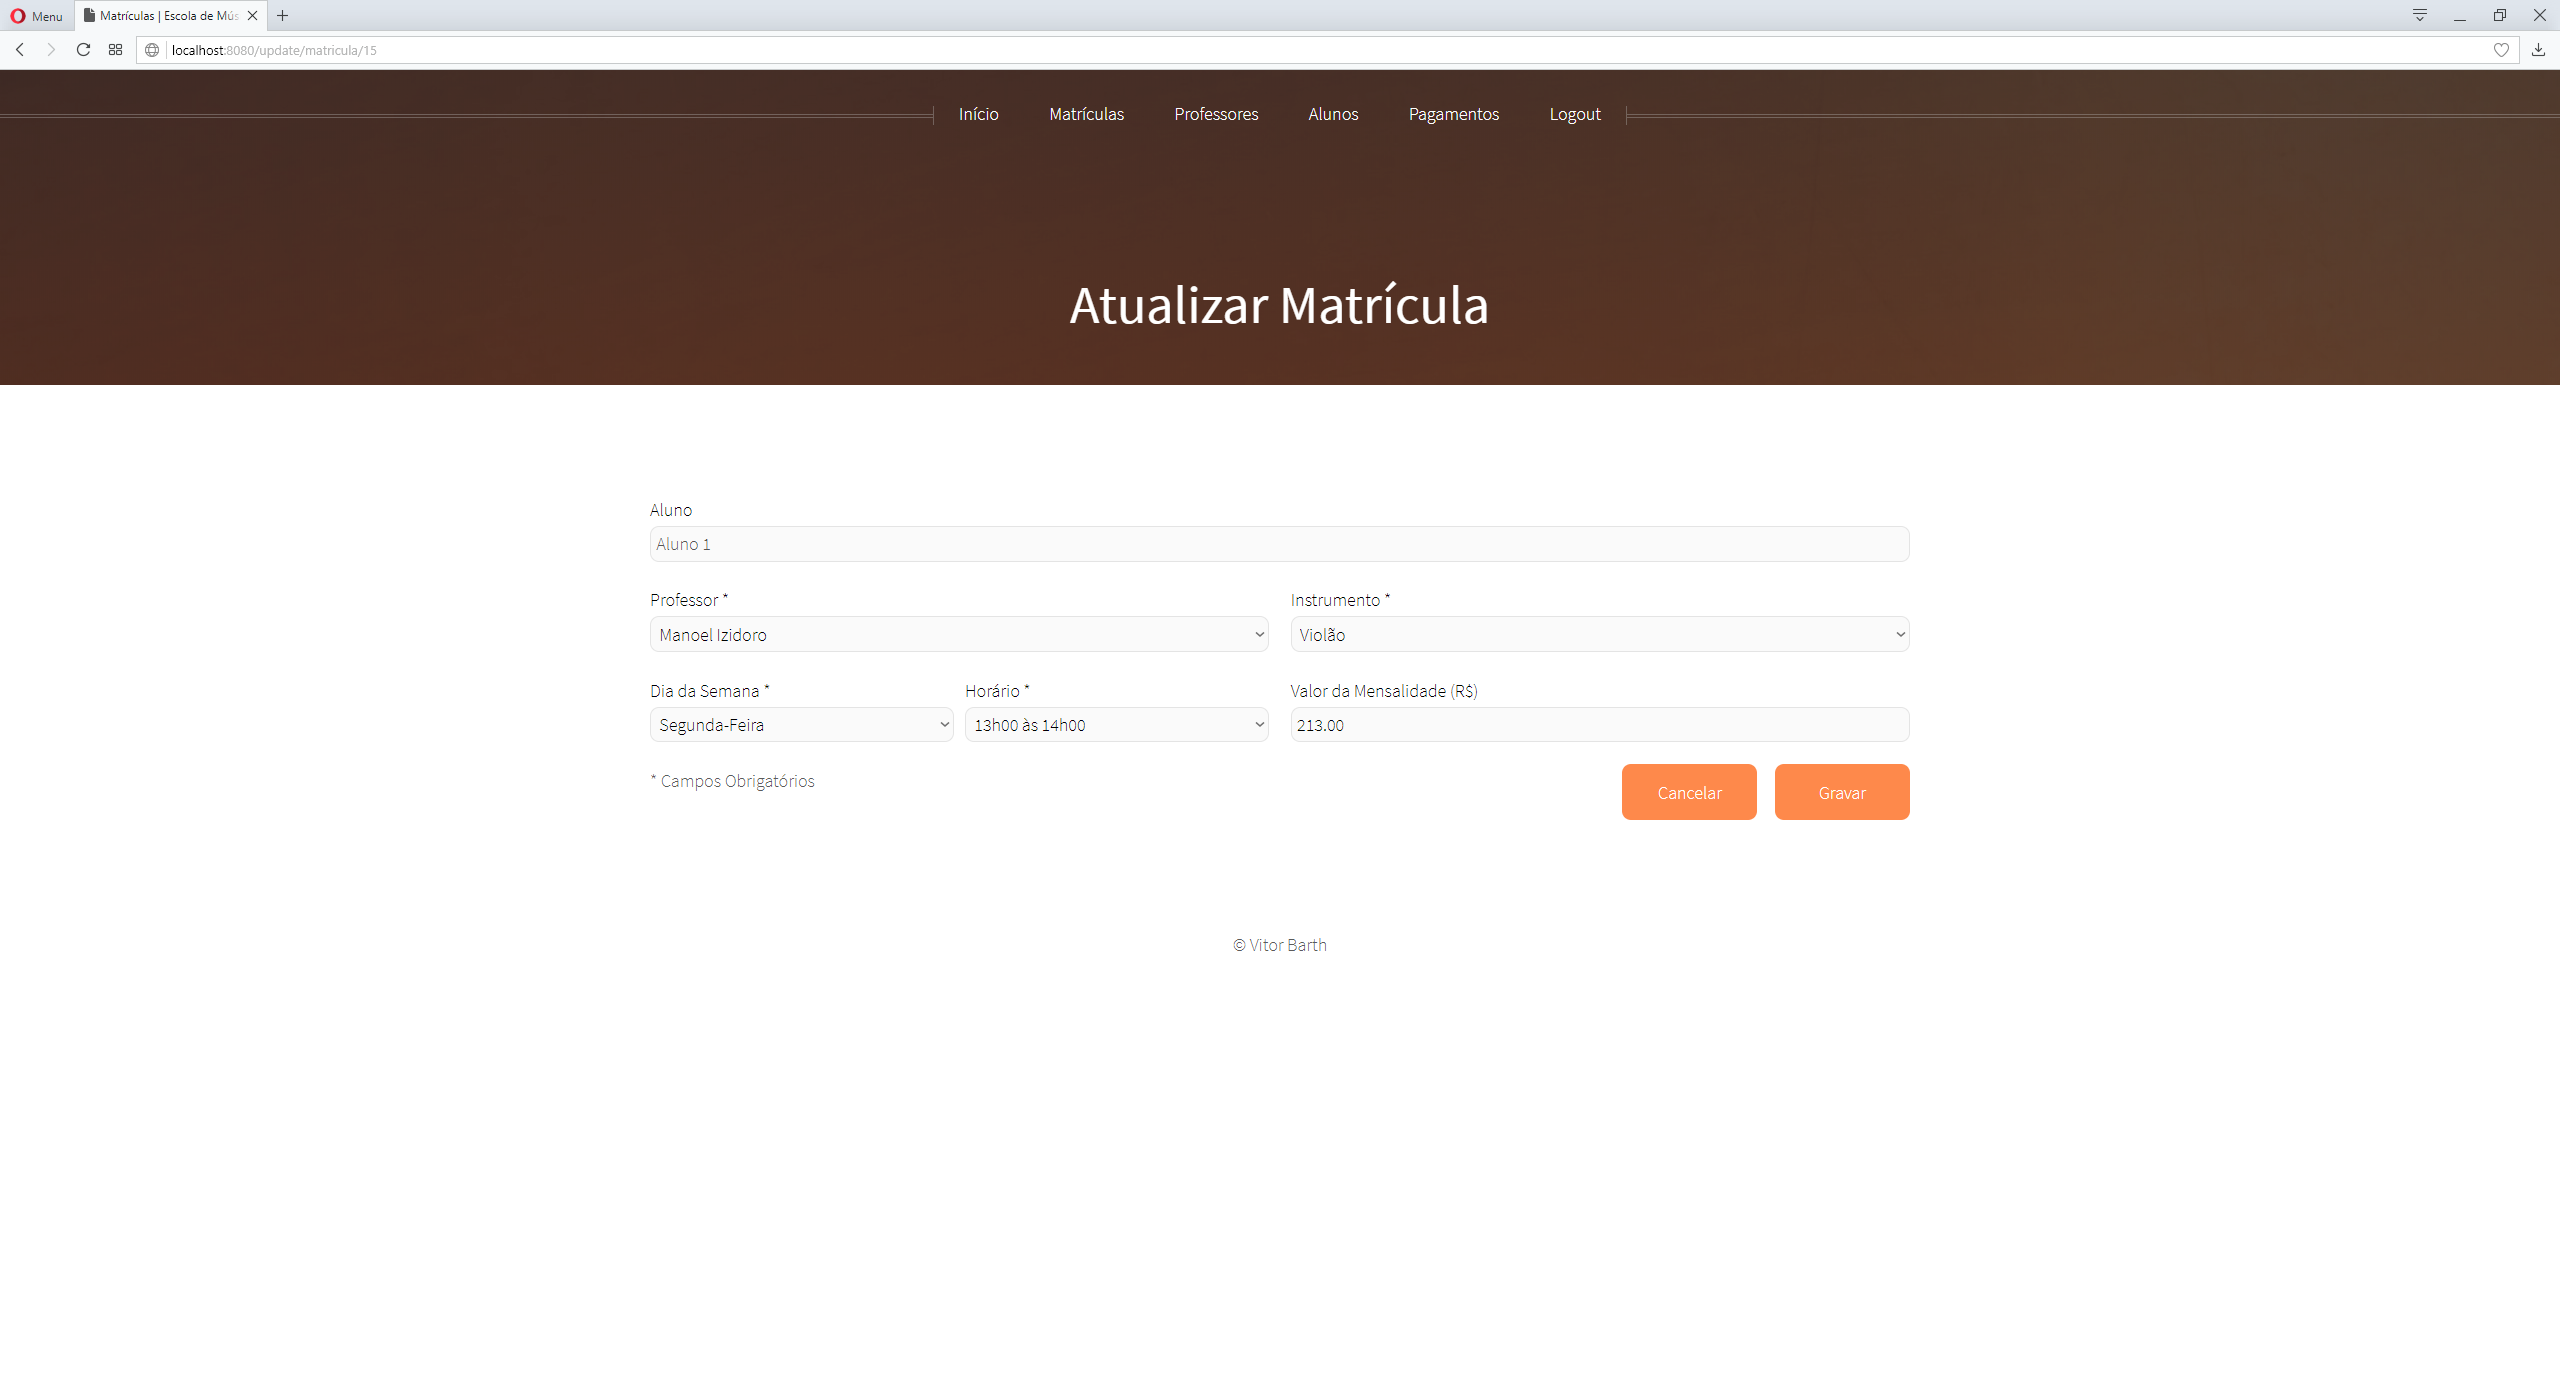 Menu
Matrículas | Escola de Mús
localhost:8080/update/matricula/15
Início Matrículas Professores Alunos Pagamentos Logout
Atualizar Matrícula
Aluno
Aluno 1
Professor * Instrumento *
Manoel Izidoro Violão
Dia da Semana * Horário * Valor da Mensalidade (R$)
Segunda-Feira 13h00 às 14h00 213.00
* Campos Obrigatórios
Cancelar Gravar
© Vitor Barth